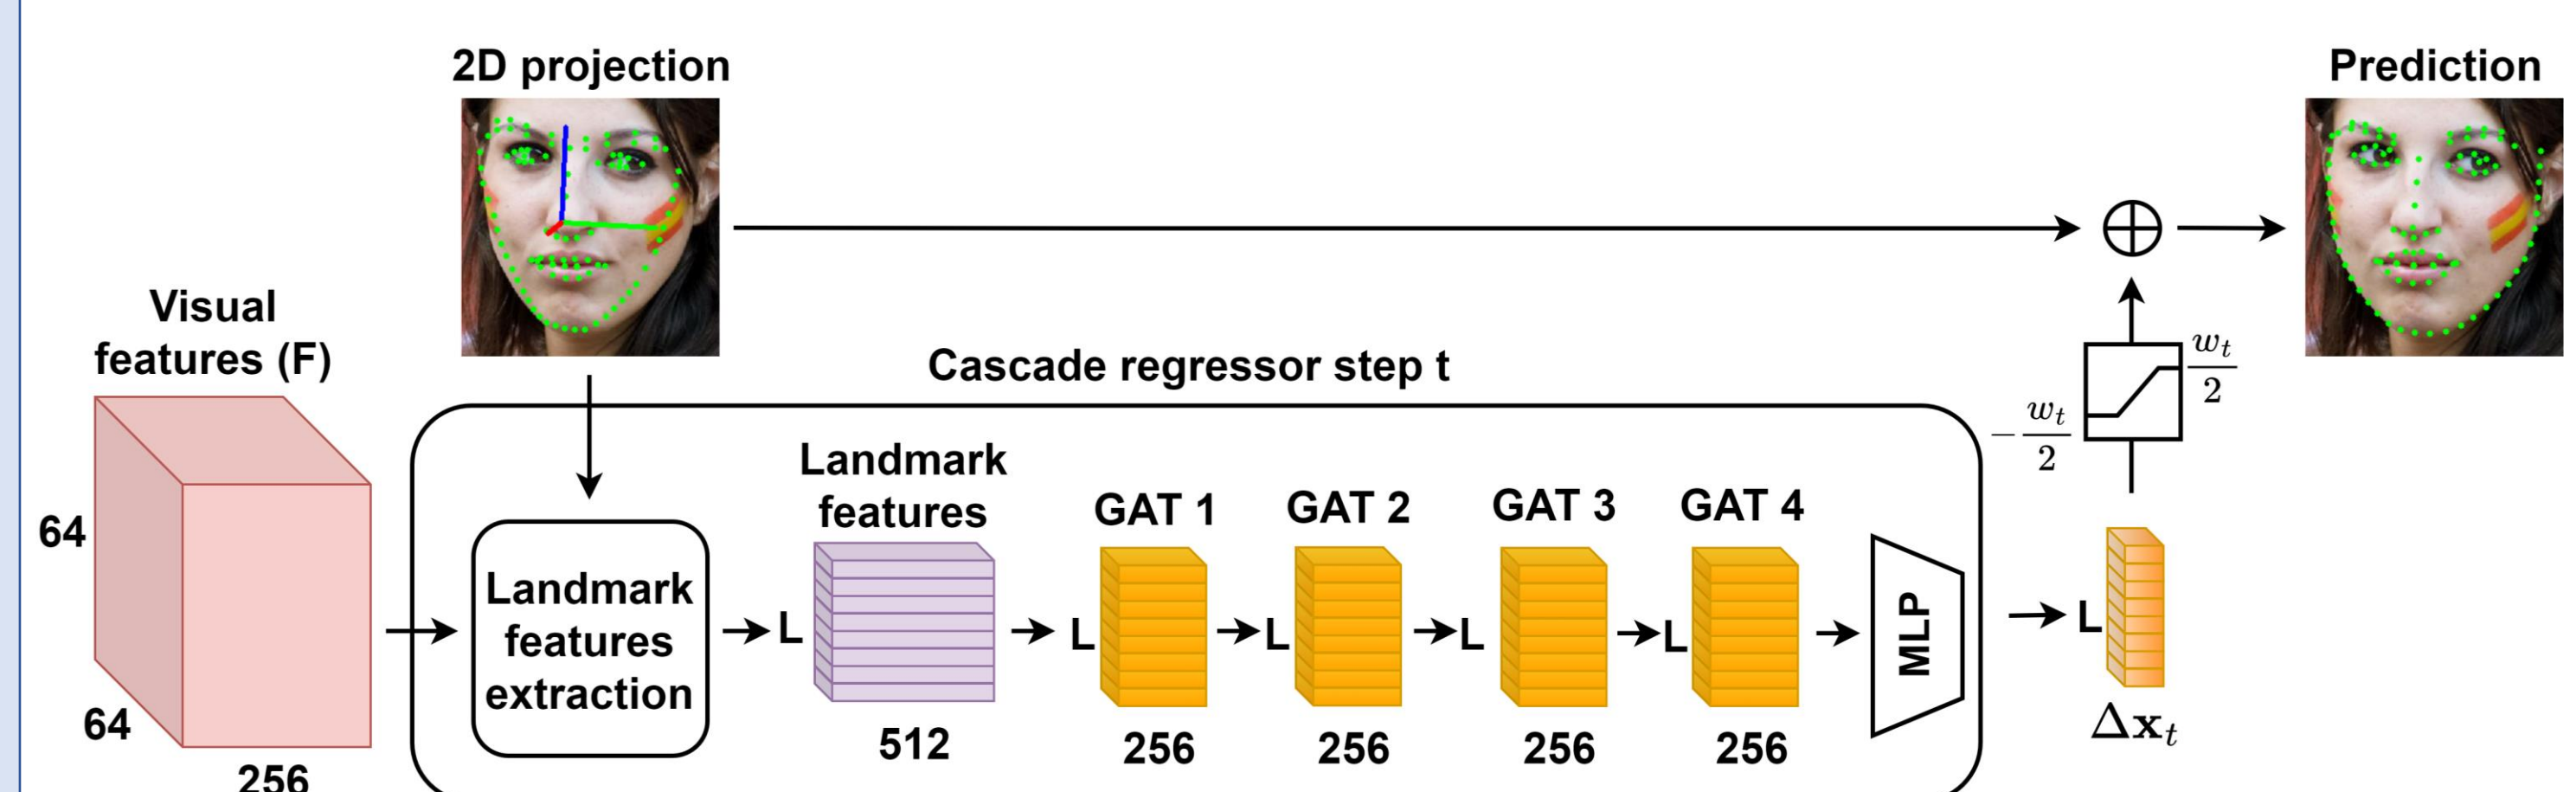 2D projection
Prediction
Visual
features (F)
Cascade regressor step t
w_t
2
−
w_t
2
Landmark
features
GAT 1
GAT 2
GAT 3
GAT 4
64
Landmark
features
extraction
L
L
L
L
L
MLP
L
64
256
512
256
256
256
256
Δx_t